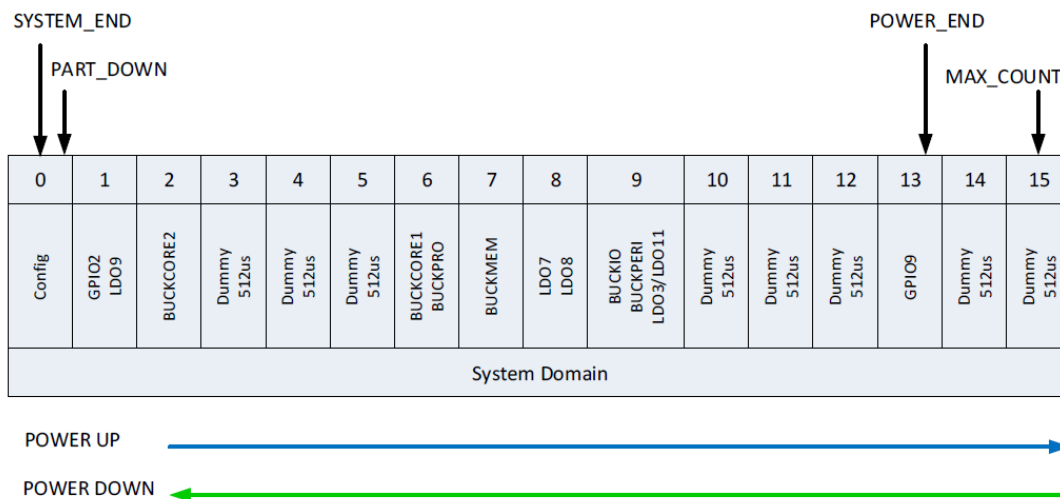 SYSTEM_END
POWER_END
PART_DOWN
MAX_COUNT
0 1 2 3 4 5 6 7 8 9 10 11 12 13 14 15
Config
GPIO2
LDO9
BUCKCORE2
Dummy
512us
Dummy
512us
Dummy
512us
BUCKCORE1
BUCKPRO
BUCKMEM
LDO7
LDO8
BUCKIO
BUCKPERI
LDO3/LDO11
Dummy
512us
Dummy
512us
Dummy
512us
GPIO9
Dummy
512us
Dummy
512us
System Domain
POWER UP
POWER DOWN